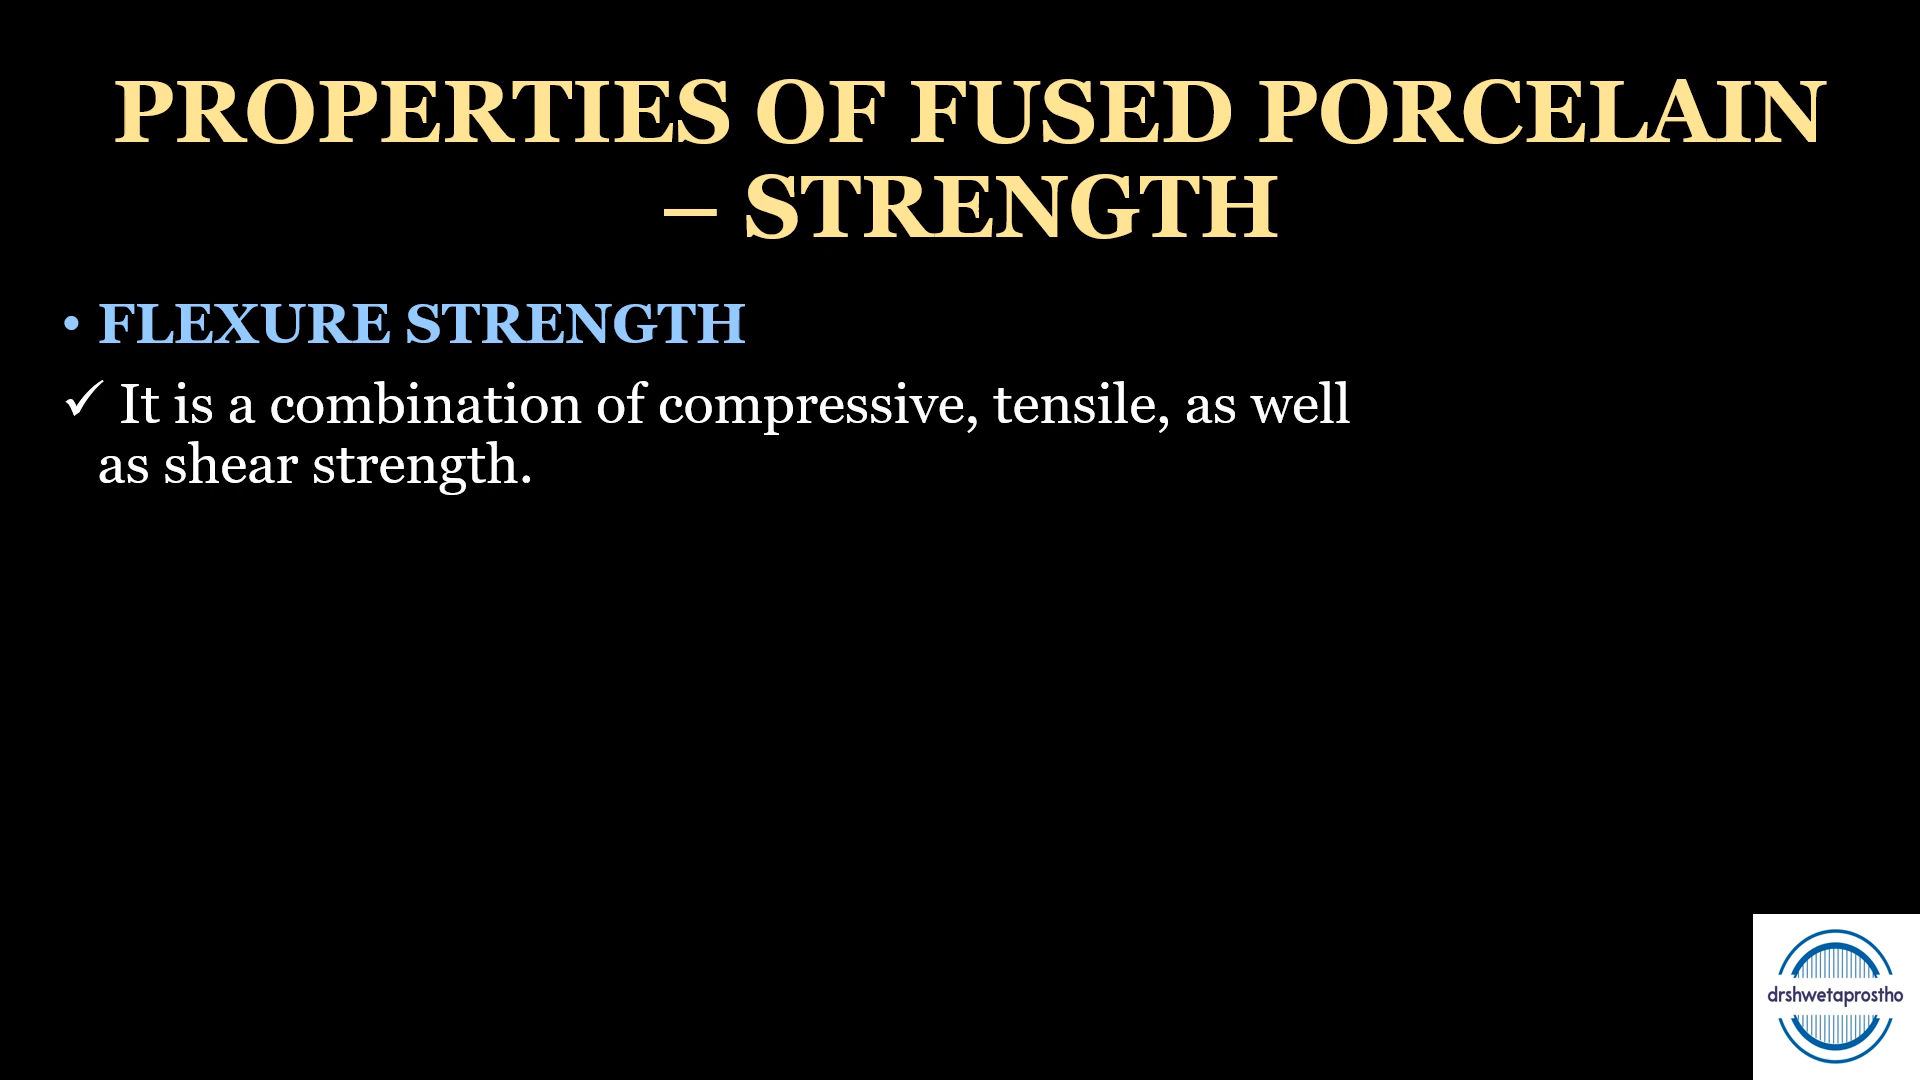 PROPERTIES OF FUSED PORCELAIN
– STRENGTH
• FLEXURE STRENGTH
✓ It is a combination of compressive, tensile, as well
as shear strength.
drshwetaprostho